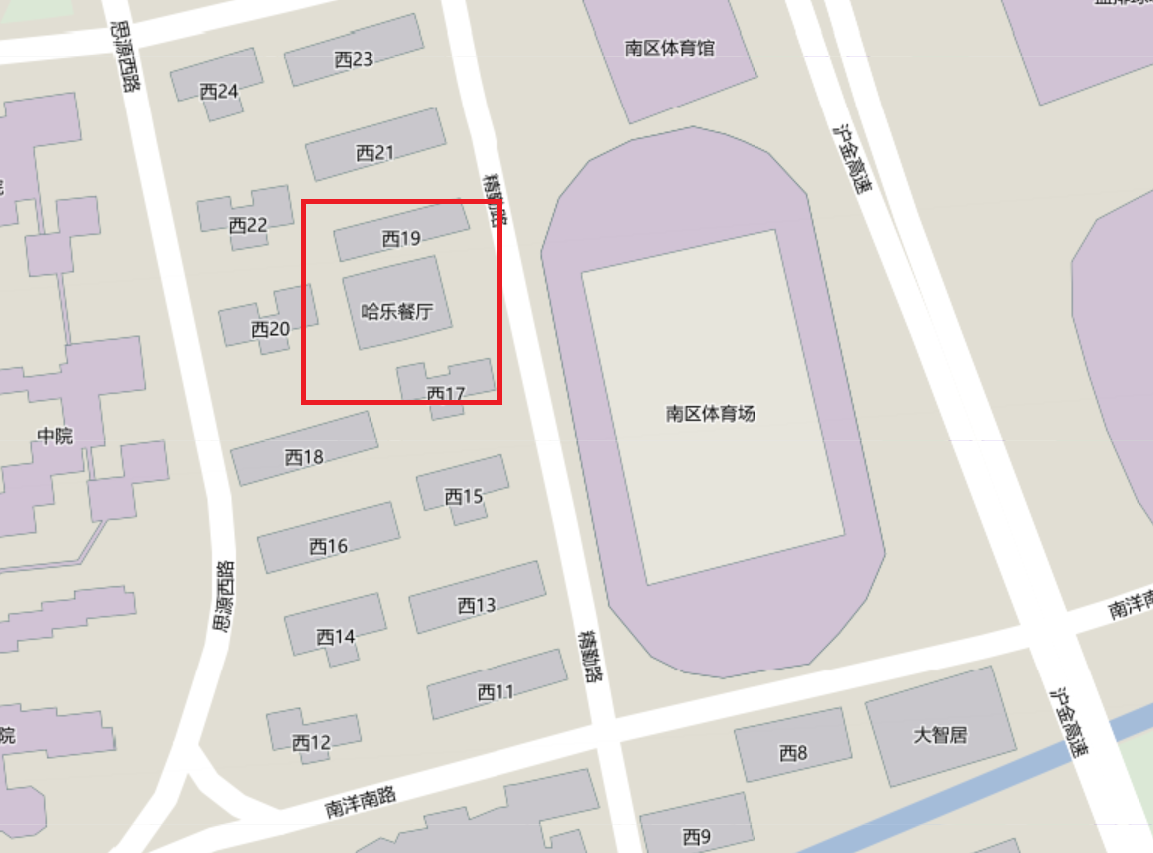 思源西路
西23
南区体育馆
西24
西21
沪金高速
精勤路
西22
西19
哈乐餐厅
西20
西17
南区体育场
中院
西18
西15
西16
思源西路
西13
南洋南
西14
精勤路
西11
沪金高速
院
西12
大智居
西8
南洋南路
西9